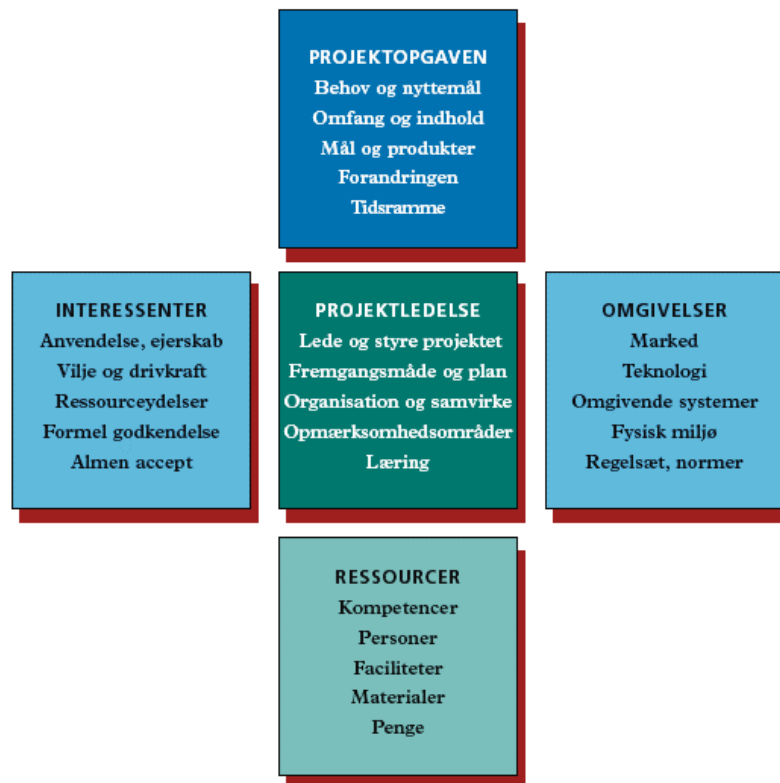 PROJEKTOPGAVEN
Behov og nyttemål
Omfang og indhold
Mål og produkter
Forandringen
Tidsramme
INTERESSENTER
Anvendelse, ejerskab
Vilje og drivkraft
Ressourceydelser
Formel godkendelse
Almen accept
PROJEKTLEDELSE
Lede og styre projektet
Fremgangsmåde og plan
Organisation og samvirke
Opmærksomhedsområder
Læring
OMGIVELSER
Marked
Teknologi
Omgivende systemer
Fysisk miljø
Regelsæt, normer
RESSOURCER
Kompetencer
Personer
Faciliteter
Materialer
Penge